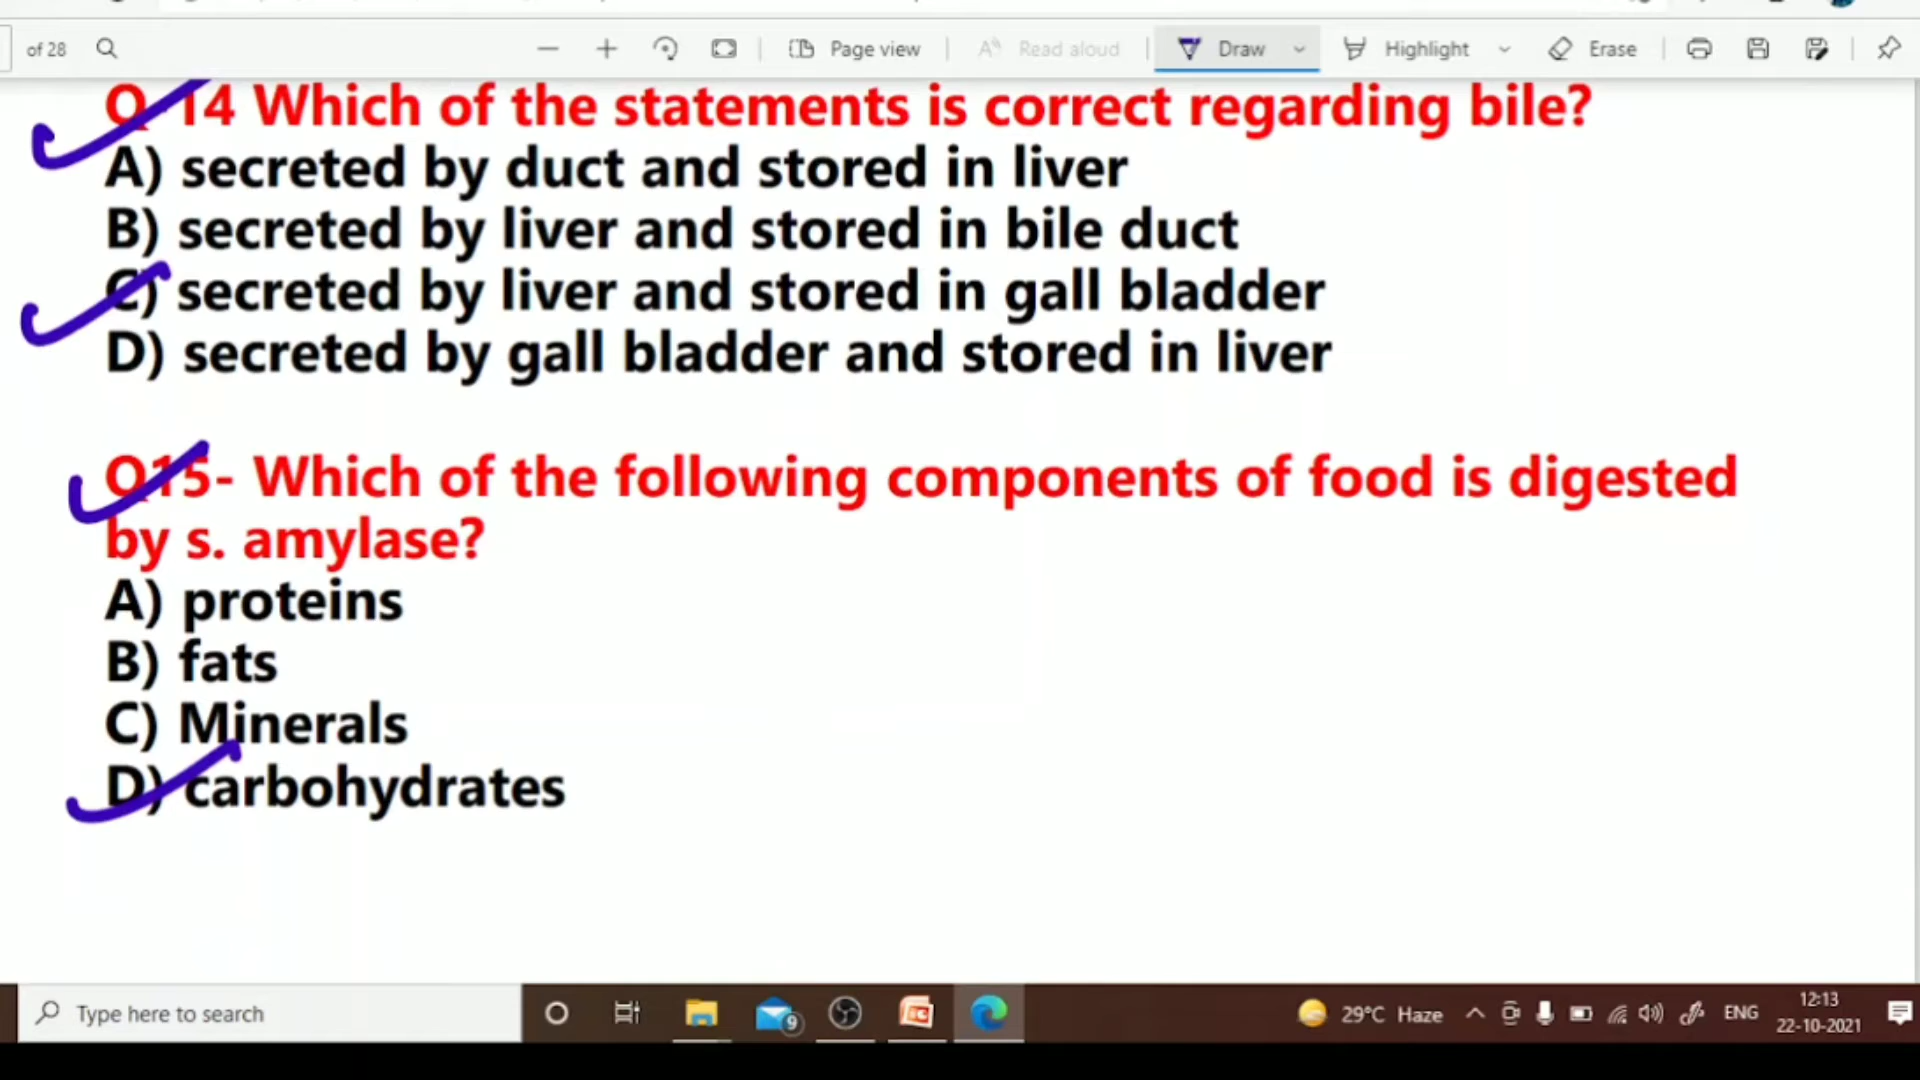 of 28
Page view
Read aloud
Draw
Highlight
Erase
Q 14 Which of the statements is correct regarding bile?
A) secreted by duct and stored in liver
B) secreted by liver and stored in bile duct
C) secreted by liver and stored in gall bladder
D) secreted by gall bladder and stored in liver
Q15- Which of the following components of food is digested
by s. amylase?
A) proteins
B) fats
C) Minerals
D) carbohydrates
Type here to search
9
29°C Haze
ENG
12:13
22-10-2021